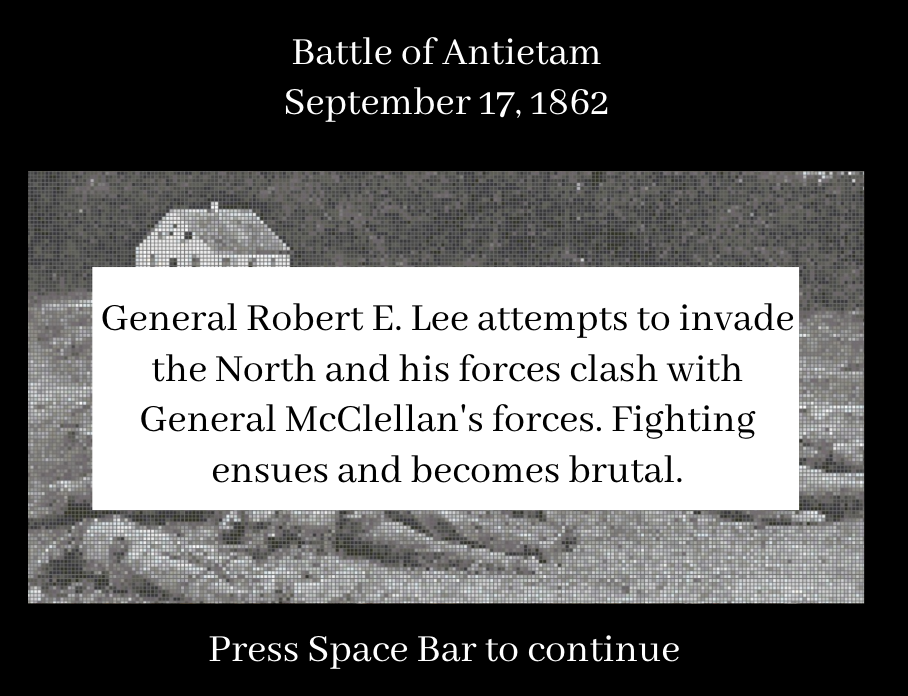 Battle of Antietam
September 17, 1862
General Robert E. Lee attempts to invade
the North and his forces clash with
General McClellan's forces. Fighting
ensues and becomes brutal.
Press Space Bar to continue